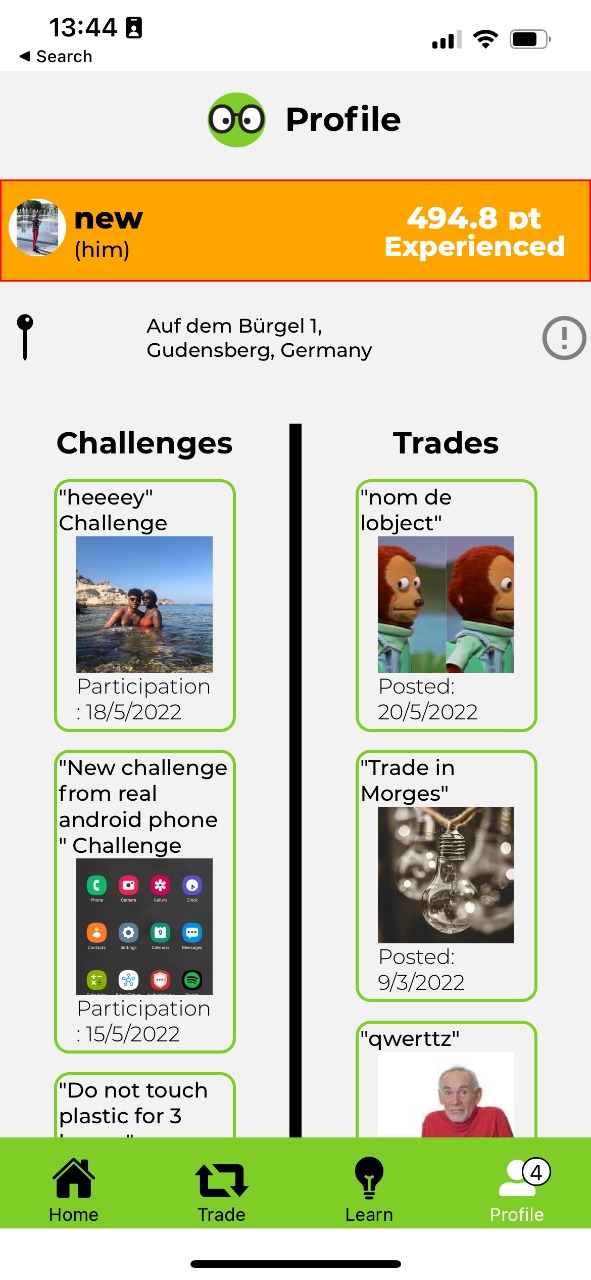 13:44
◀ Search
Profile
new
(him)
494.8 pt
Experienced
Auf dem Bürgel 1,
Gudensberg, Germany
Challenges
"heeeey"
Challenge
Participation
: 18/5/2022
"New challenge
from real
android phone
" Challenge
Phone
Camera
Gallery
Clock
Contacts
Settings
Calendar
Messages
Participation
: 15/5/2022
"Do not touch
plastic for 3
Trades
"nom de
lobject"
Posted:
20/5/2022
"Trade in
Morges"
Posted:
9/3/2022
"qwerttz"
Home
Trade
Learn
Profile
4